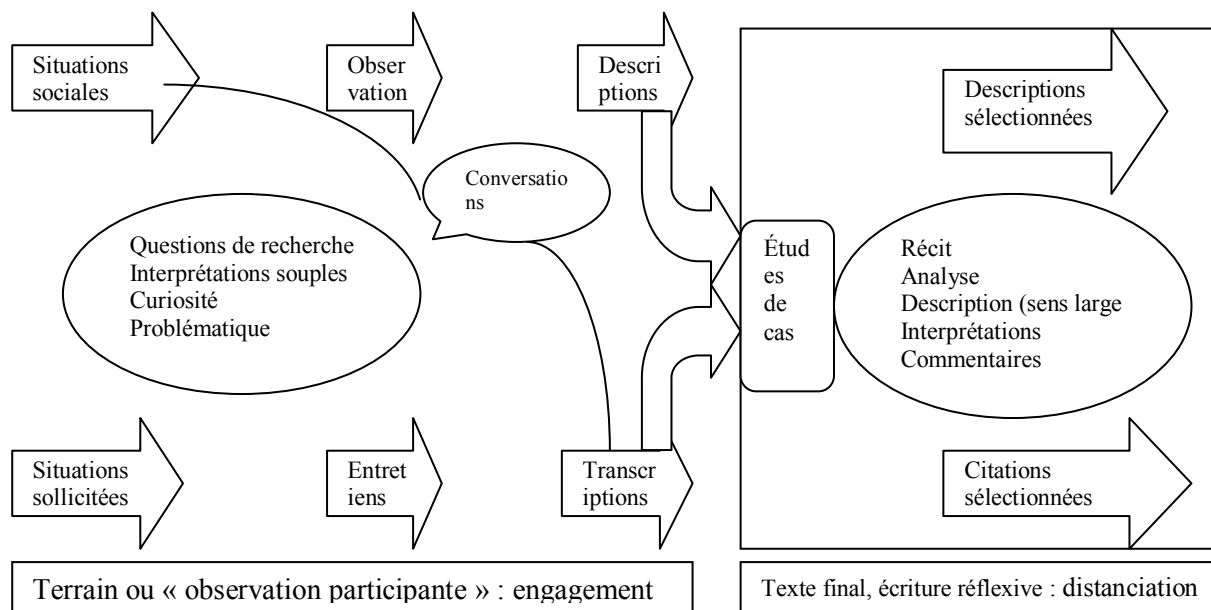 Situations
sociales
Obser
vation
Descri
ptions
Descriptions
sélectionnées
Conversatio
ns
Questions de recherche
Interprétations souples
Curiosité
Problématique
Étud
es
de
cas
Récit
Analyse
Description (sens large
Interprétations
Commentaires
Situations
sollicitées
Entret
iens
Transcr
iptions
Citations
sélectionnées
Terrain ou « observation participante » : engagement
Texte final, écriture réflexive : distanciation